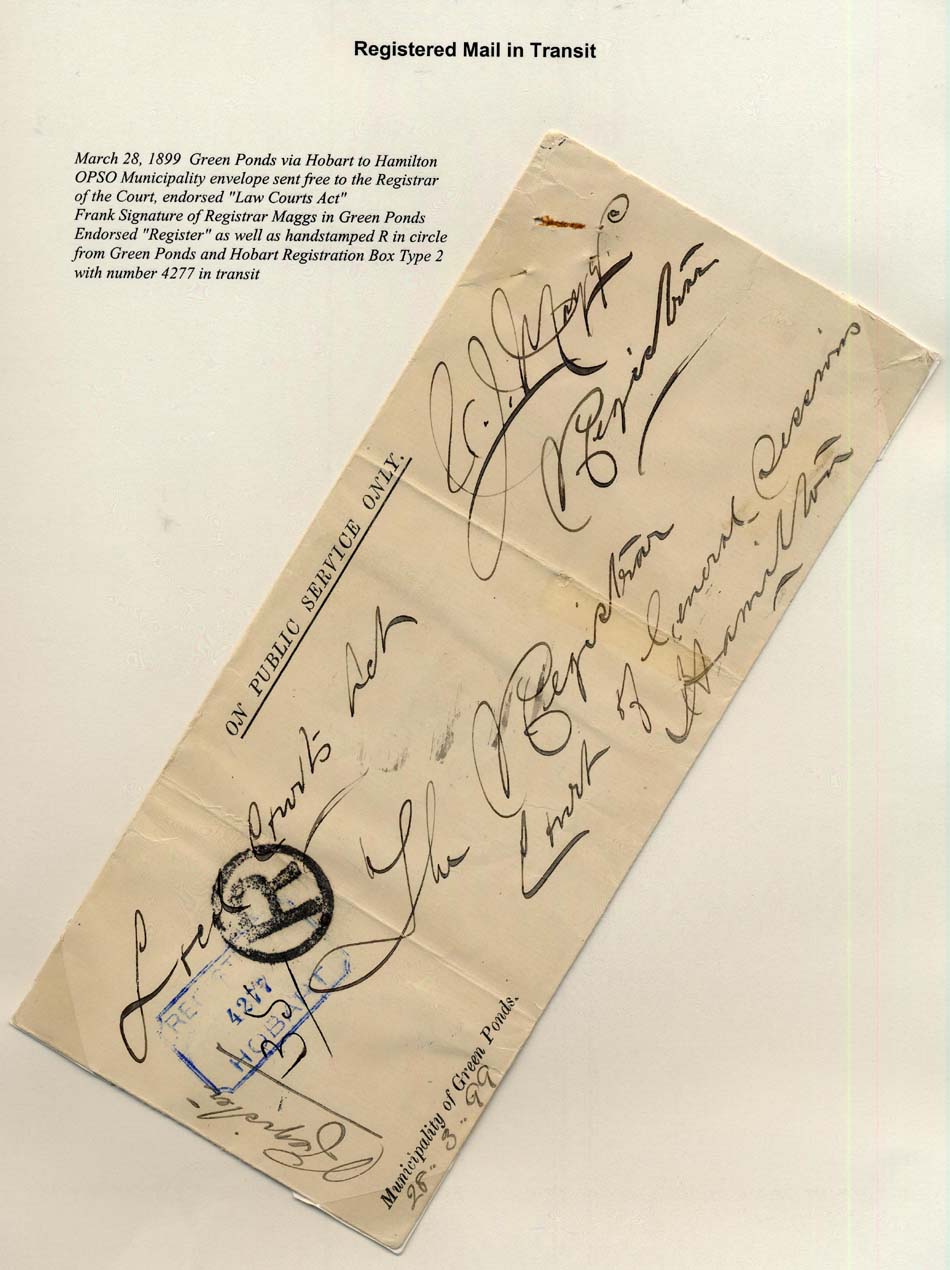 Registered Mail in Transit
March 28, 1899 Green Ponds via Hobart to Hamilton
OPSO Municipality envelope sent free to the Registrar
of the Court, endorsed "Law Courts Act"
Frank Signature of Registrar Maggs in Green Ponds
Endorsed "Register" as well as handstamped R in circle
from Green Ponds and Hobart Registration Box Type 2
with number 4277 in transit
ON PUBLIC SERVICE ONLY.
Maggs
Registrar
Local Courts Act
The Registrar
Court of General Sessions
Hamilton
R
4277
HOBART
Register
Municipality of Green Ponds.
28" 3" 99